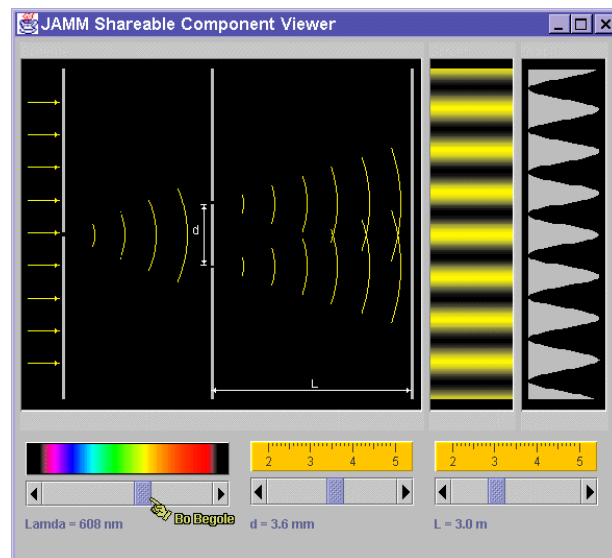 JAMM Shareable Component Viewer
Screen
d
L
2 3 4 5
2 3 4 5
Bo Begole
Lamda = 608 nm
d = 3.6 mm
L = 3.0 m